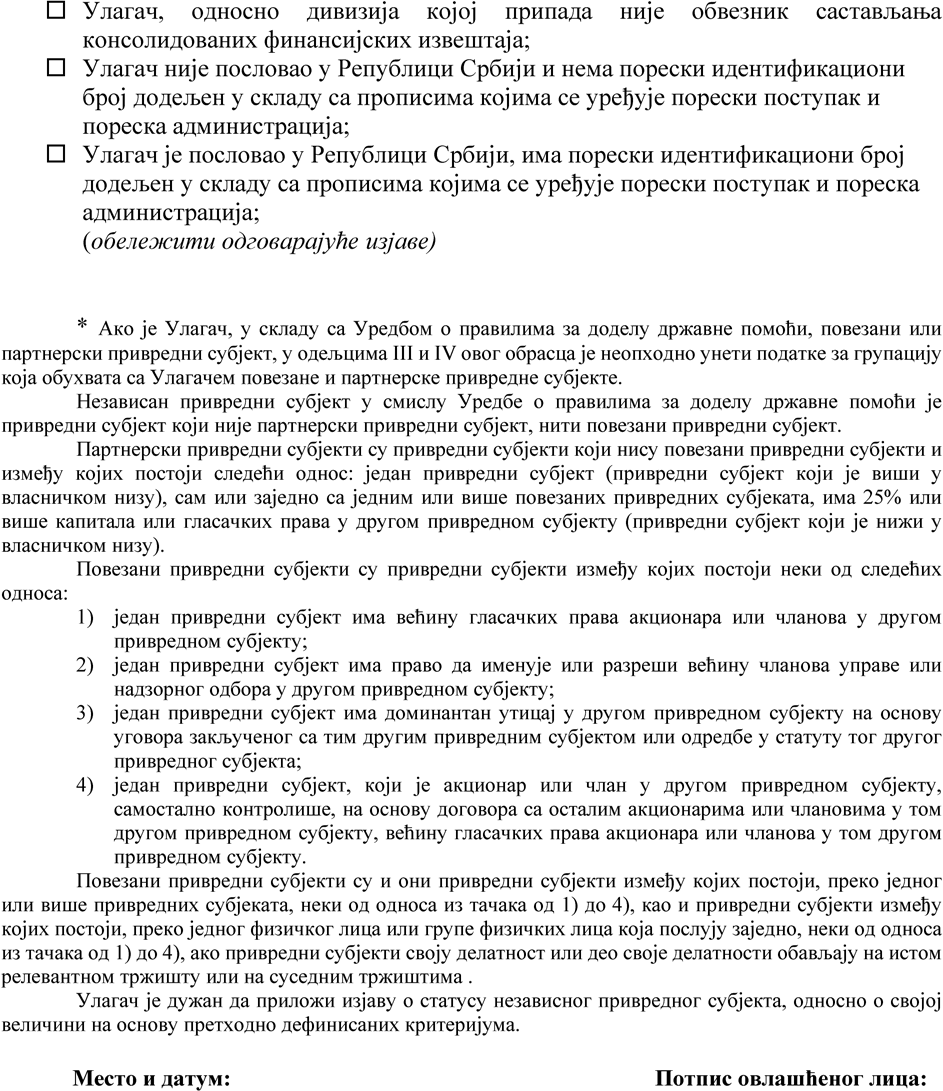 ☐ Улагач, односно дивизија којој припада није обвезник састављања
консолидованих финансијских извештаја;
☐ Улагач није пословао у Републици Србији и нема порески идентификациони
број додељен у складу са прописима којима се уређује порески поступак и
пореска администрација;
☐ Улагач је пословао у Републици Србији, има порески идентификациони број
додељен у складу са прописима којима се уређује порески поступак и пореска
администрација;
(обележити одговарајуће изјаве)
* Ако је Улагач, у складу са Уредбом о правилима за доделу државне помоћи, повезани или
партнерски привредни субјект, у одељцима III и IV овог обрасца је неопходно унети податке за групацију
која обухвата са Улагачем повезане и партнерске привредне субјекте.
Независан привредни субјект у смислу Уредбе о правилима за доделу државне помоћи је
привредни субјект који није партнерски привредни субјект, нити повезани привредни субјект.
Партнерски привредни субјекти су привредни субјекти који нису повезани привредни субјекти и
између којих постоји следећи однос: један привредни субјект (привредни субјект који је виши у
власничком низу), сам или заједно са једним или више повезаних привредних субјеката, има 25% или
више капитала или гласачких права у другом привредном субјекту (привредни субјект који је нижи у
власничком низу).
Повезани привредни субјекти су привредни субјекти између којих постоји неки од следећих
односа:
1) један привредни субјект има већину гласачких права акционара или чланова у другом
привредном субјекту;
2) један привредни субјект има право да именује или разреши већину чланова управе или
надзорног одбора у другом привредном субјекту;
3) један привредни субјект има доминантан утицај у другом привредном субјекту на основу
уговора закљученог са тим другим привредним субјектом или одредбе у статуту тог другог
привредног субјекта;
4) један привредни субјект, који је акционар или члан у другом привредном субјекту,
самостално контролише, на основу договора са осталим акционарима или члановима у том
другом привредном субјекту, већину гласачких права акционара или чланова у том другом
привредном субјекту.
Повезани привредни субјекти су и они привредни субјекти између којих постоји, преко једног
или више привредних субјеката, неки од односа из тачака од 1) до 4), као и привредни субјекти између
којих постоји, преко једног физичког лица или групе физичких лица која послују заједно, неки од односа
из тачака од 1) до 4), ако привредни субјекти своју делатност или део своје делатности обављају на истом
релевантном тржишту или на суседним тржиштима .
Улагач је дужан да приложи изјаву о статусу независног привредног субјекта, односно о својој
величини на основу претходно дефинисаних критеријума.
Место и датум: Потпис овлашћеног лица: